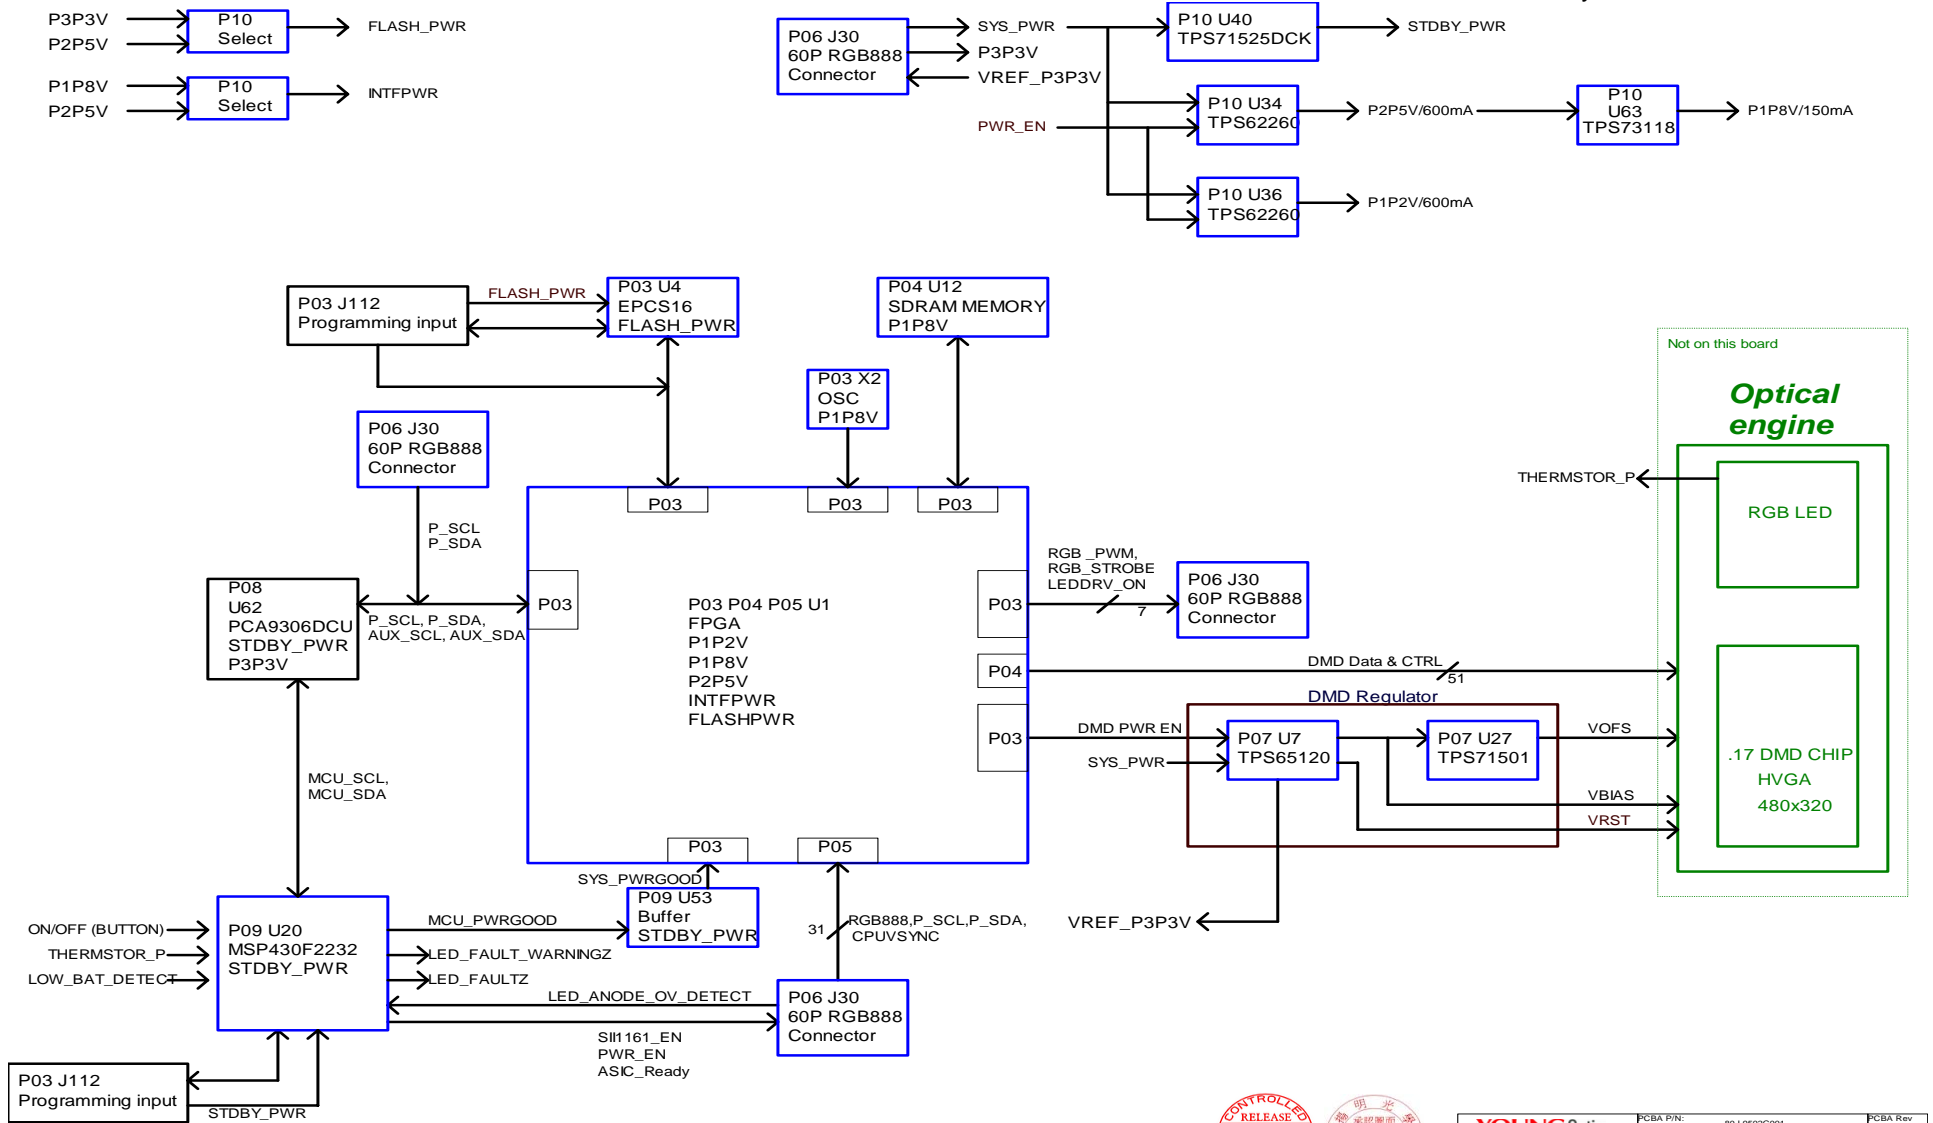 P3P3V
P2P5V
P10
Select
FLASH_PWR
P1P8V
P2P5V
P10
Select
INTFPWR
P06 J30
60P RGB888
Connector
SYS_PWR
P3P3V
VREF_P3P3V
PWR_EN
P10 U40
TPS71525DCK
STDBY_PWR
P10 U34
TPS62260
P2P5V/600mA
P10
U63
TPS73118
P1P8V/150mA
P10 U36
TPS62260
P1P2V/600mA
P03 J112
Programming input
FLASH_PWR
P03 U4
EPCS16
FLASH_PWR
P04 U12
SDRAM MEMORY
P1P8V
P03 X2
OSC
P1P8V
P06 J30
60P RGB888
Connector
P_SCL
P_SDA
P03
P03
P03
P08
U62
PCA9306DCU
STDBY_PWR
P3P3V
P_SCL, P_SDA,
AUX_SCL, AUX_SDA
P03
P03 P04 P05 U1
FPGA
P1P2V
P1P8V
P2P5V
INTFPWR
FLASHPWR
P03
P04
P03
RGB _PWM,
RGB_STROBE
LEDDRV_ON
7
P06 J30
60P RGB888
Connector
DMD Data & CTRL
51
DMD Regulator
DMD PWR EN
SYS_PWR
P07 U7
TPS65120
P07 U27
TPS71501
VOFS
VBIAS
VRST
VREF_P3P3V
Not on this board
Optical
engine
THERMSTOR_P
RGB LED
.17 DMD CHIP
HVGA
480x320
MCU_SCL,
MCU_SDA
P03
P05
SYS_PWRGOOD
P09 U53
Buffer
STDBY_PWR
31
RGB888,P_SCL,P_SDA,
CPUVSYNC
ON/OFF (BUTTON)
THERMSTOR_P
LOW_BAT_DETECT
P09 U20
MSP430F2232
STDBY_PWR
MCU_PWRGOOD
LED_FAULT_WARNINGZ
LED_FAULTZ
LED_ANODE_OV_DETECT
SII1161_EN
PWR_EN
ASIC_Ready
P06 J30
60P RGB888
Connector
P03 J112
Programming input
STDBY_PWR
CONTROLLED
RELEASE
YOUNG
PCBA P/N:
PCBA Rev